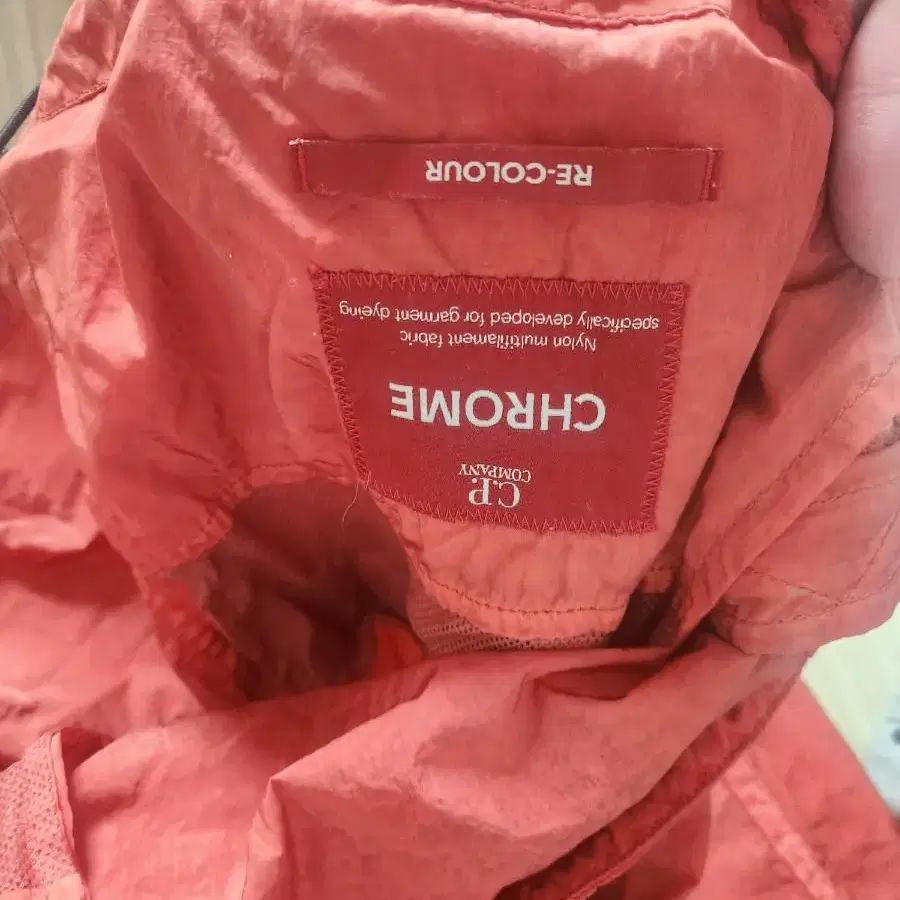 C.P.
COMPANY
CHROME
Nylon multifilament fabric
specifically developed for garment dyeing
RE-COLOUR